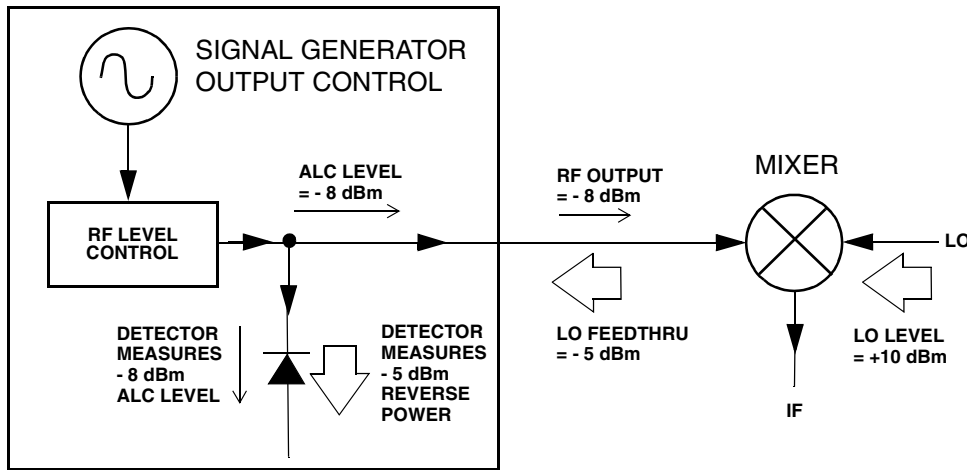 SIGNAL GENERATOR
OUTPUT CONTROL
ALC LEVEL
= - 8 dBm
RF OUTPUT
= - 8 dBm
MIXER
RF LEVEL
CONTROL
LO
DETECTOR
MEASURES
- 8 dBm
ALC LEVEL
DETECTOR
MEASURES
- 5 dBm
REVERSE
POWER
LO FEEDTHRU
= - 5 dBm
LO LEVEL
= +10 dBm
IF